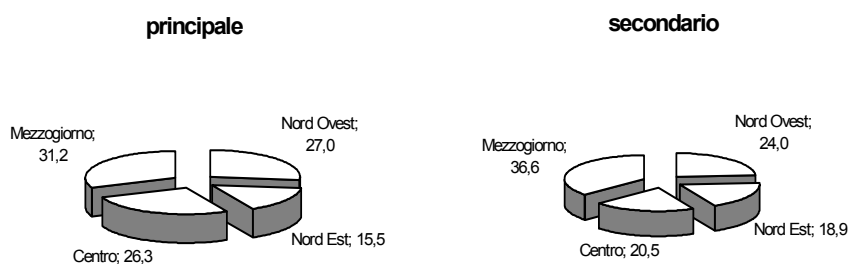 principale
Mezzogiorno;
31,2
Nord Ovest;
27,0
Centro; 26,3
Nord Est; 15,5
secondario
Mezzogiorno;
36,6
Nord Ovest;
24,0
Centro; 20,5
Nord Est; 18,9